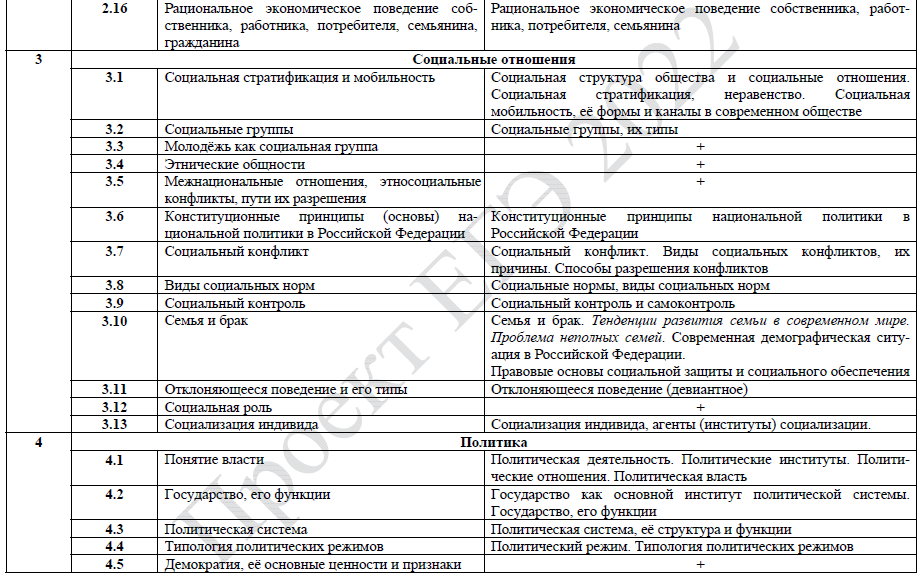 2.16 Рациональное экономическое поведение соб- Рациональное экономическое поведение собственника, работ-
ственника, работника, потребителя, семьянина, ника, потребителя, семьянина
гражданина
3 Социальные отношения
3.1 Социальная стратификация и мобильность Социальная структура общества и социальные отношения.
Социальная стратификация, неравенство. Социальная
мобильность, её формы и каналы в современном обществе
3.2 Социальные группы Социальные группы, их типы
3.3 Молодёжь как социальная группа +
3.4 Этнические общности +
3.5 Межнациональные отношения, этносоциальные +
конфликты, пути их разрешения
3.6 Конституционные принципы (основы) на- Конституционные принципы национальной политики в
циональной политики в Российской Федерации Российской Федерации
3.7 Социальный конфликт Социальный конфликт. Виды социальных конфликтов, их
причины. Способы разрешения конфликтов
3.8 Виды социальных норм Социальные нормы, виды социальных норм
3.9 Социальный контроль Социальный контроль и самоконтроль
3.10 Семья и брак Семья и брак. Тенденции развития семьи в современном мире.
Проблема неполных семей. Современная демографическая ситу-
ация в Российской Федерации.
Правовые основы социальной защиты и социального обеспечения
3.11 Отклоняющееся поведение и его типы Отклоняющееся поведение (девиантное)
3.12 Социальная роль +
3.13 Социализация индивида Социализация индивида, агенты (институты) социализации.
4 Политика
4.1 Понятие власти Политическая деятельность. Политические институты. Полити-
ческие отношения. Политическая власть
4.2 Государство, его функции Государство как основной институт политической системы.
Государство, его функции
4.3 Политическая система Политическая система, её структура и функции
4.4 Типология политических режимов Политический режим. Типология политических режимов
4.5 Демократия, её основные ценности и признаки +
Проект ЕГЭ 2022